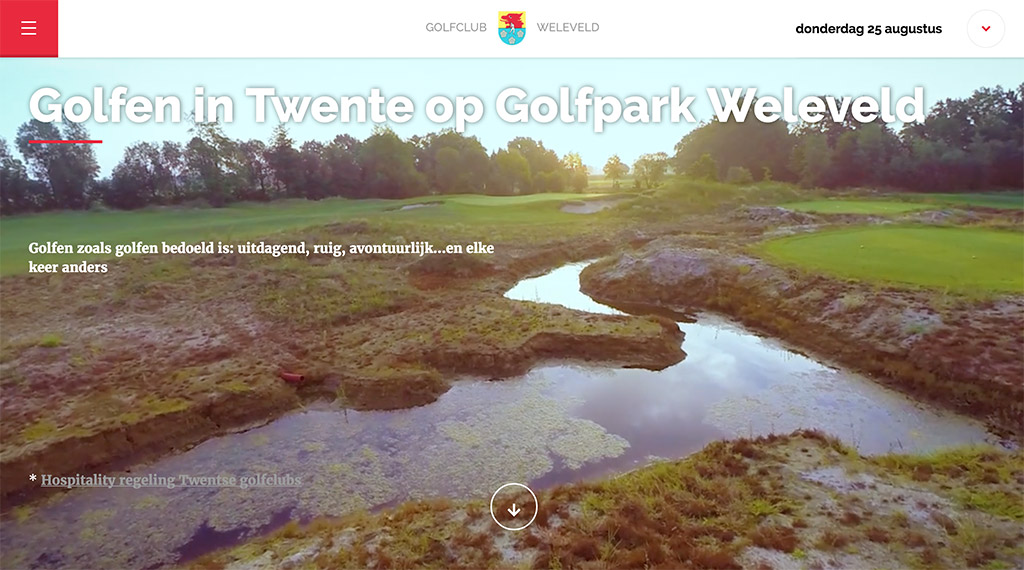 GOLFCLUB WELEVELD
donderdag 25 augustus
Golfen in Twente op Golfpark Weleveld
Golfen zoals golfen bedoeld is: uitdagend, ruig, avontuurlijk...en elke
keer anders
* Hospitality regeling Twentse golfclubs